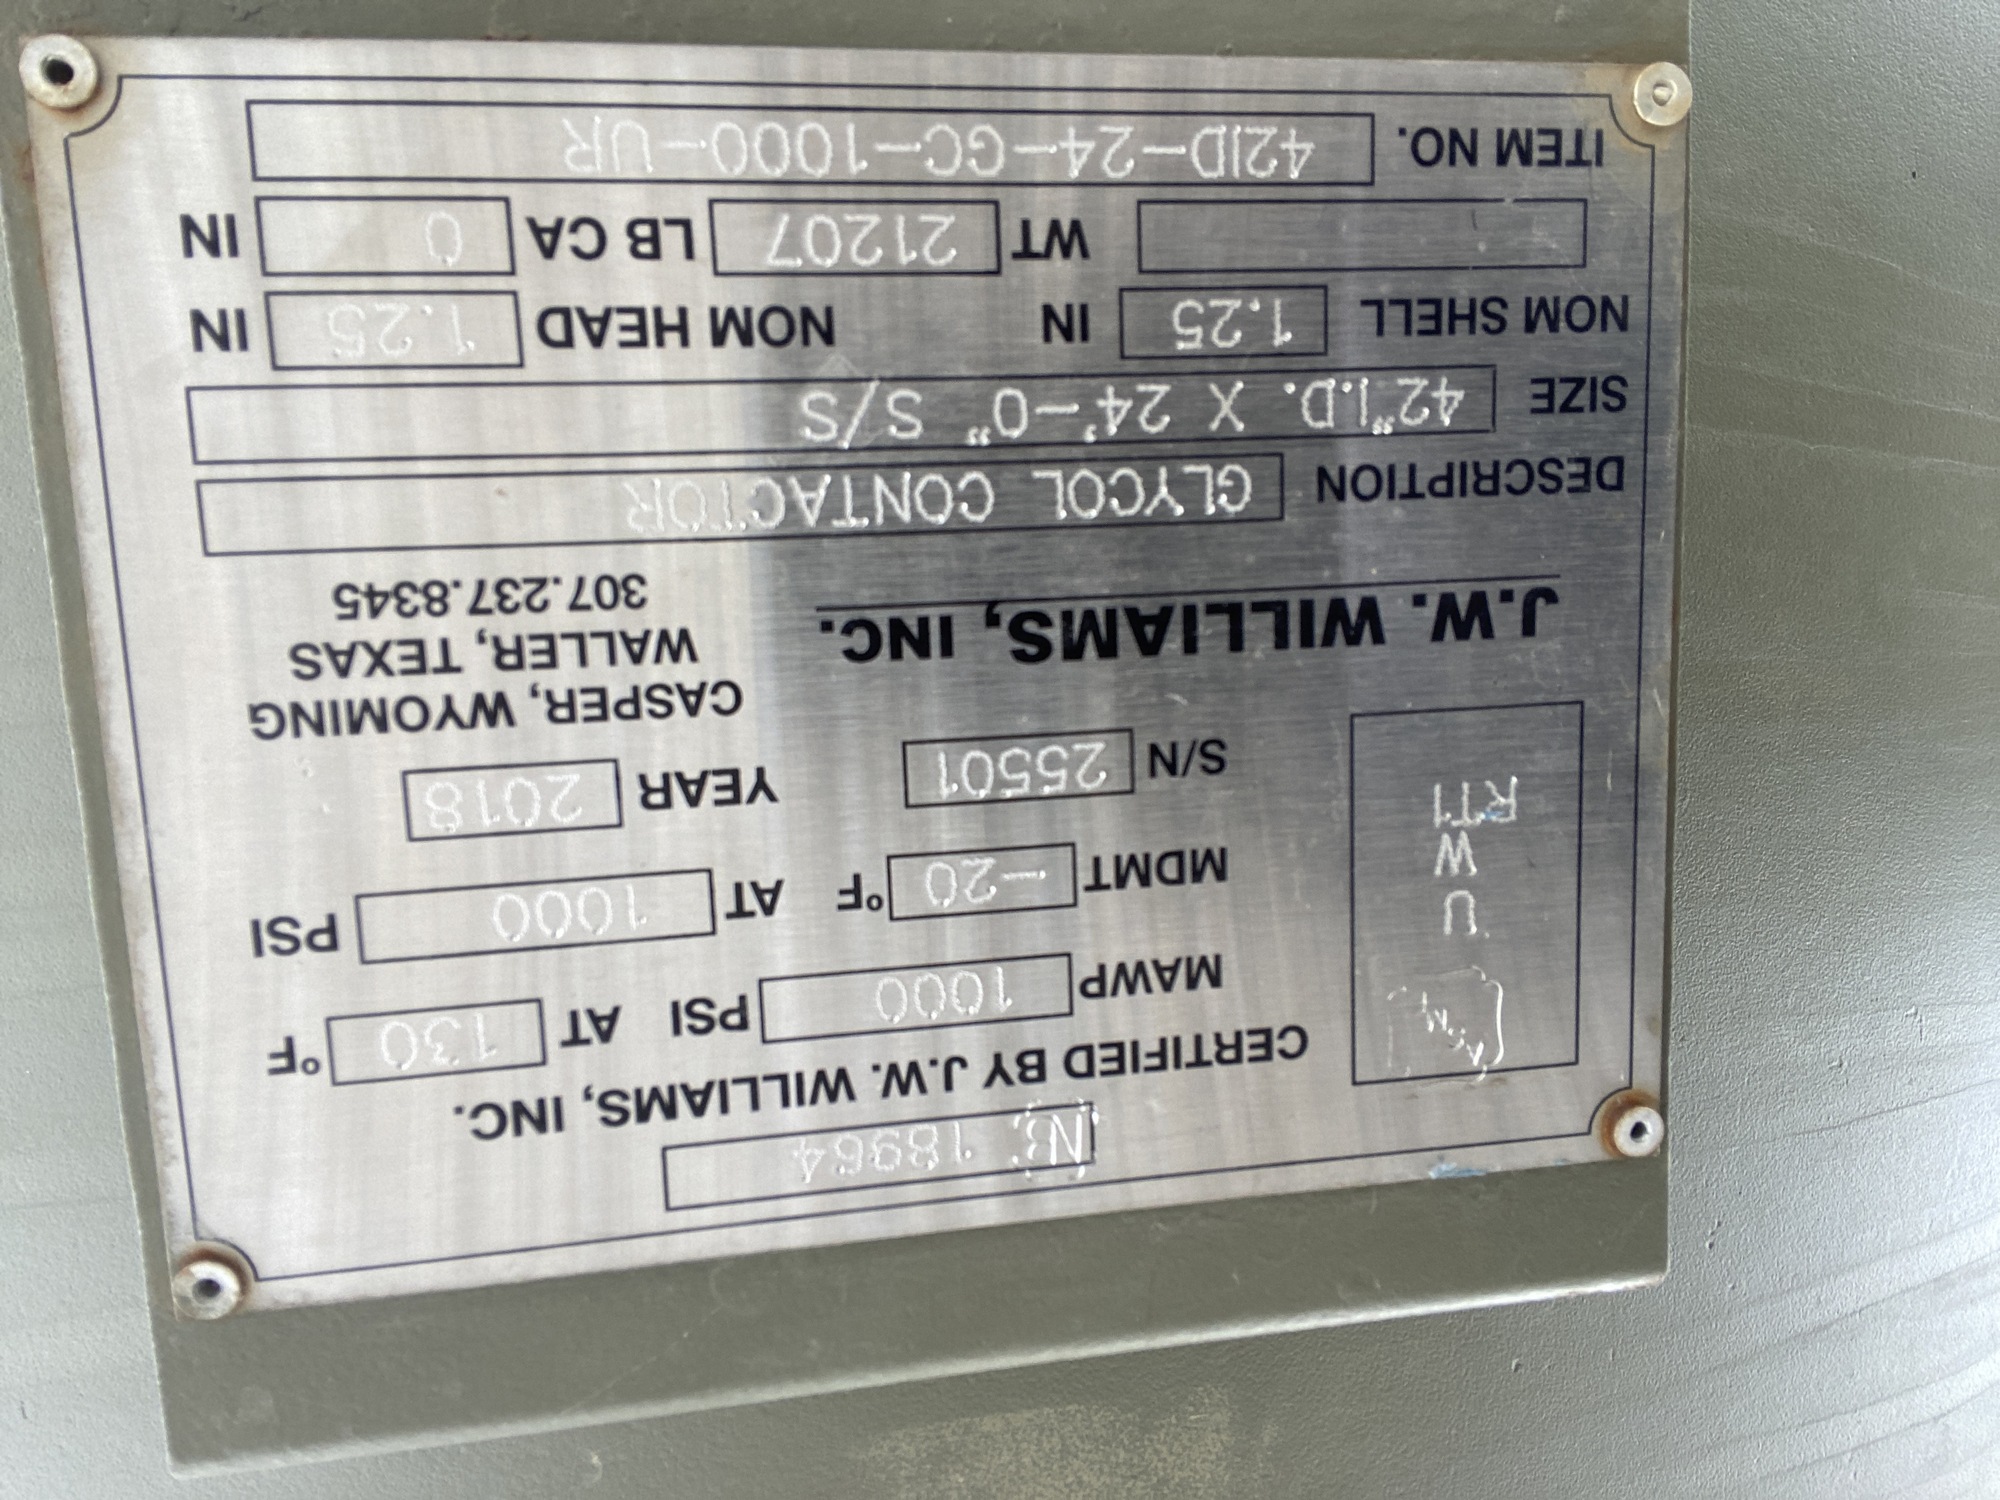 NB 18964
CERTIFIED BY J.W. WILLIAMS, INC.
ASME
U
W
RT1
MAWP 1000 PSI AT 130 °F
MDMT -20 °F AT 1000 PSI
S/N 25501 YEAR 2018
J.W. WILLIAMS, INC.
CASPER, WYOMING
WALLER, TEXAS
307.237.8345
DESCRIPTION GLYCOL CONTACTOR
SIZE 42" I.D. X 24'-0" S/S
NOM SHELL 1.25 IN NOM HEAD 1.25 IN
WT 21207 LB CA 0 IN
ITEM NO. 42ID-24-GC-1000-UR